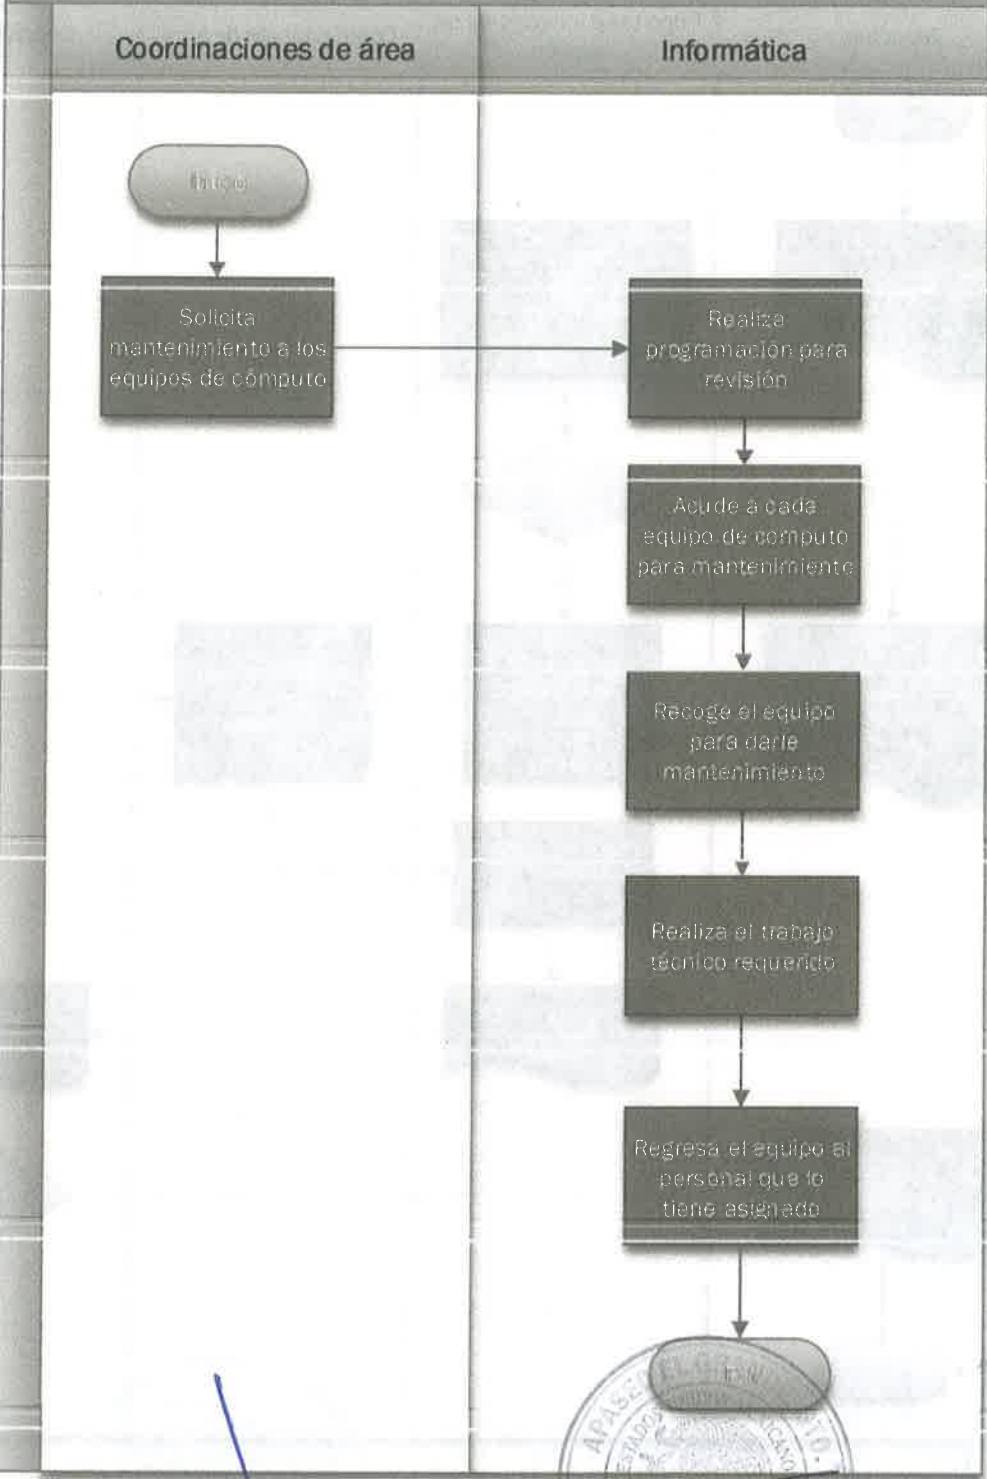 Coordinaciones de área
Informática
Inicio
Solicita
mantenimiento a los
equipos de cómputo
Realiza
programación para
revisión
Acude a cada
equipo de computo
para mantenimiento
Recoge el equipo
para darle
mantenimiento
Realiza el trabajo
técnico requerido
Regresa el equipo al
personal que lo
tiene asignado
Fin